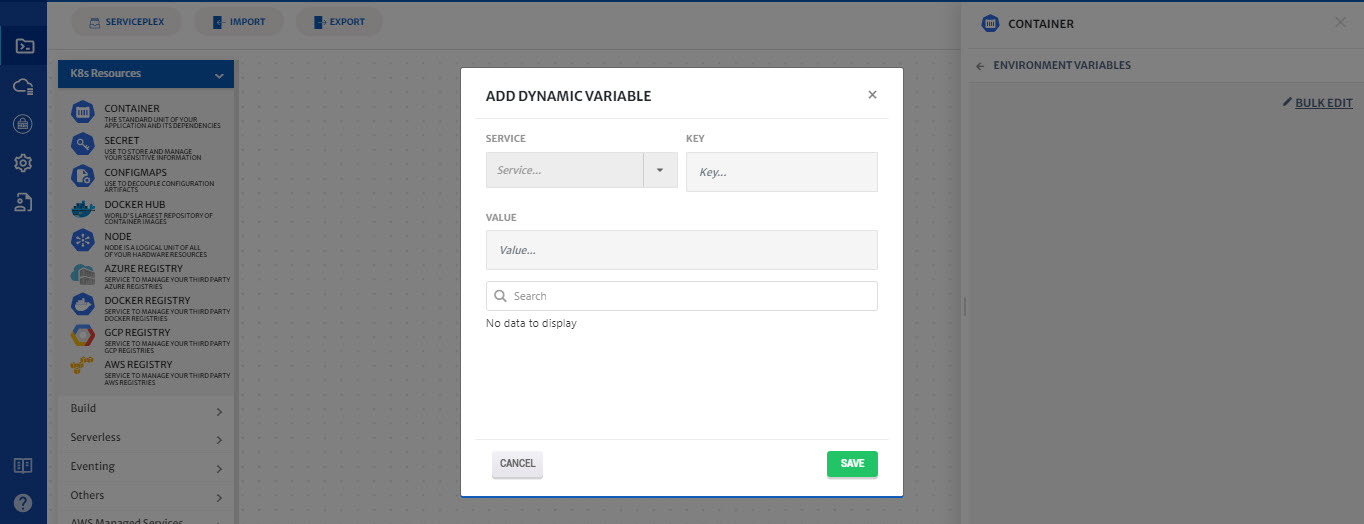 SERVICEPLEX
IMPORT
EXPORT
K8s Resources
CONTAINER
THE STANDARD UNIT OF YOUR
APPLICATION AND ITS DEPENDENCIES
SECRET
USE TO STORE AND MANAGE
YOUR SENSITIVE INFORMATION
CONFIGMAPS
USE TO DECOUPLE CONFIGURATION
ARTIFACTS
DOCKER HUB
WORLD'S LARGEST REPOSITORY OF
CONTAINER IMAGES
NODE
NODE IS A LOGICAL UNIT OF ALL
OF YOUR HARDWARE RESOURCES
AZURE REGISTRY
SERVICE TO MANAGE YOUR THIRD PARTY
AZURE REGISTRIES
DOCKER REGISTRY
SERVICE TO MANAGE YOUR THIRD PARTY
DOCKER REGISTRIES
GCP REGISTRY
SERVICE TO MANAGE YOUR THIRD PARTY
GCP REGISTRIES
AWS REGISTRY
SERVICE TO MANAGE YOUR THIRD PARTY
AWS REGISTRIES
Build
Serverless
Eventing
Others
AWS Managed Services
ADD DYNAMIC VARIABLE
×
SERVICE
KEY
Service...
Key...
VALUE
Value...
Search
No data to display
CANCEL
SAVE
CONTAINER
ENVIRONMENT VARIABLES
BULK EDIT